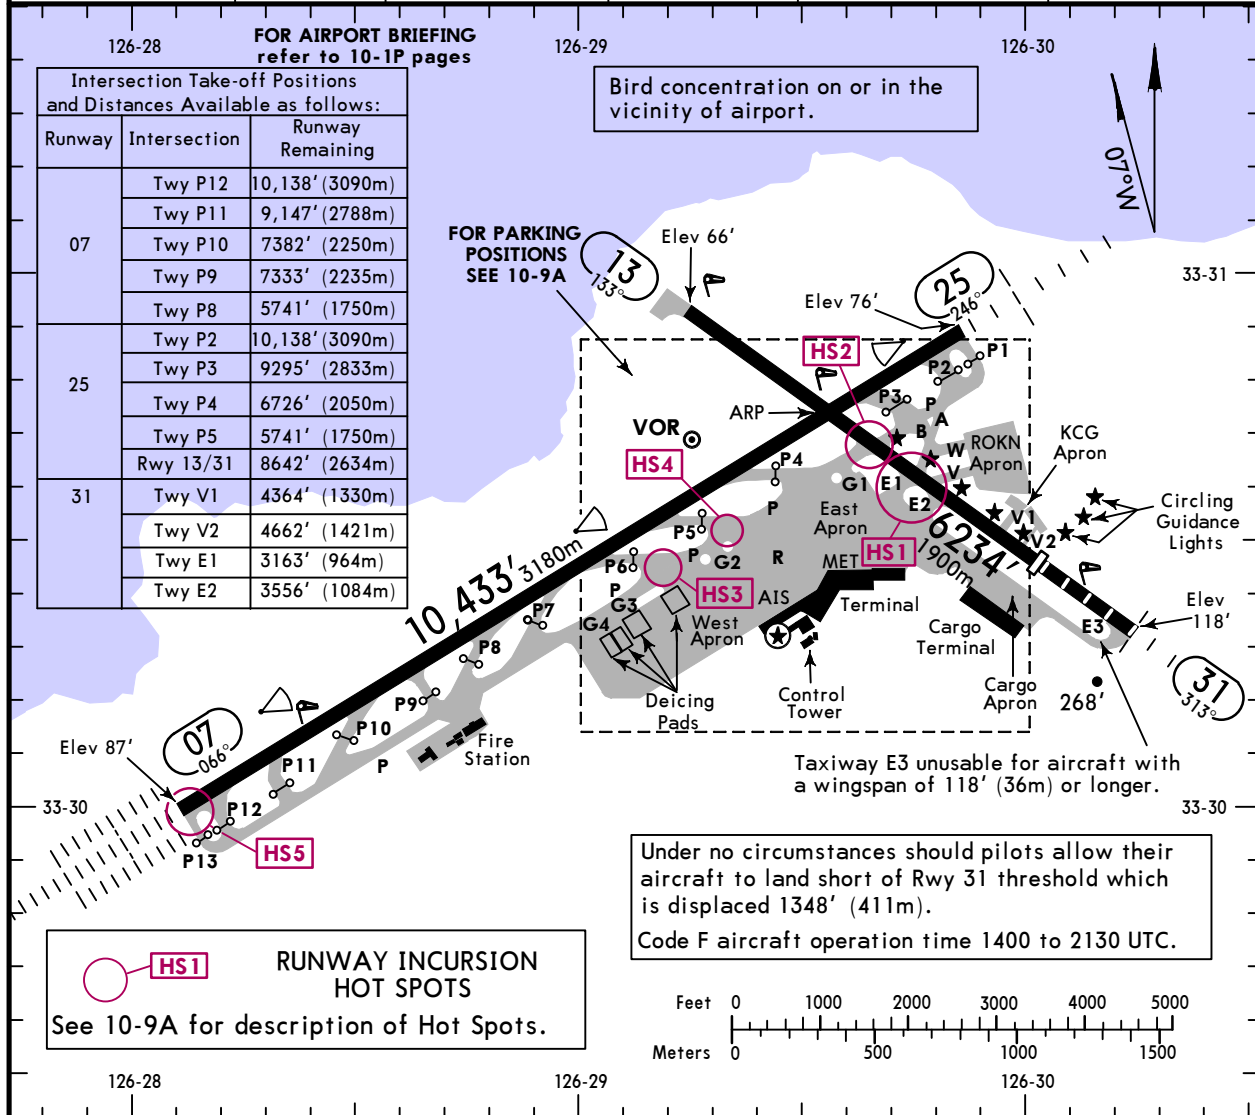 126-28
126-29
126-30
FOR AIRPORT BRIEFING
refer to 10-1P pages
Intersection Take-off Positions
and Distances Available as follows:
Runway Intersection Runway Remaining
07
Twy P12 10,138' (3090m)
Twy P11 9,147' (2788m)
Twy P10 7382' (2250m)
Twy P9 7333' (2235m)
Twy P8 5741' (1750m)
25
Twy P2 10,138' (3090m)
Twy P3 9295' (2833m)
Twy P4 6726' (2050m)
Twy P5 5741' (1750m)
Rwy 13/31 8642' (2634m)
31
Twy V1 4364' (1330m)
Twy V2 4662' (1421m)
Twy E1 3163' (964m)
Twy E2 3556' (1084m)
Bird concentration on or in the
vicinity of airport.
07°W
FOR PARKING
POSITIONS
SEE 10-9A
13
133°
Elev 66'
25
246°
Elev 76'
33-31
HS2
P1
P2
P3
P
A
B
W
V
ARP
VOR
HS4
P4
P
G1
E1
E2
ROKN
Apron
KCG
Apron
Circling
Guidance
Lights
V1
V2
East
Apron
HS1
6234'
1900m
P5
P
G2
R
MET
P6
HS3
AIS
P
G3
G4
West
Apron
Terminal
Cargo
Terminal
Cargo
Apron
E3
Elev
118'
31
313°
268'
10,433' 3180m
P7
P8
P9
P10
P11
P12
P13
P
Deicing
Pads
Control
Tower
Fire
Station
07
066°
Elev 87'
HS5
33-30
33-30
Taxiway E3 unusable for aircraft with
a wingspan of 118' (36m) or longer.
Under no circumstances should pilots allow their
aircraft to land short of Rwy 31 threshold which
is displaced 1348' (411m).
Code F aircraft operation time 1400 to 2130 UTC.
HS1
RUNWAY INCURSION
HOT SPOTS
See 10-9A for description of Hot Spots.
Feet 0 1000 2000 3000 4000 5000
Meters 0 500 1000 1500
126-28
126-29
126-30